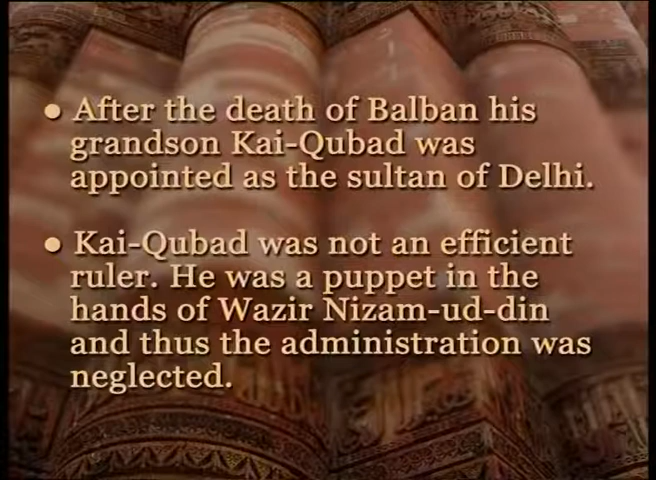 • After the death of Balban his
grandson Kai-Qubad was
appointed as the sultan of Delhi.
• Kai-Qubad was not an efficient
ruler. He was a puppet in the
hands of Wazir Nizam-ud-din
and thus the administration was
neglected.